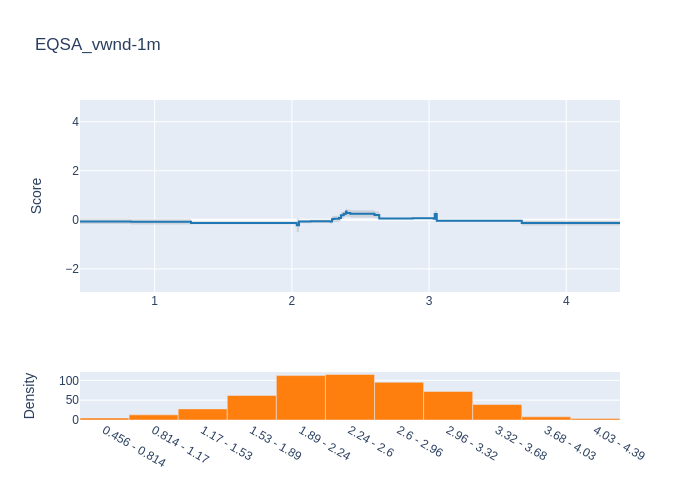 EQSA_vwnd-1m
Score
4
2
0
−2
1
2
3
4
Density
100
50
0
0.456 - 0.814
0.814 - 1.17
1.17 - 1.53
1.53 - 1.89
1.89 - 2.24
2.24 - 2.6
2.6 - 2.96
2.96 - 3.32
3.32 - 3.68
3.68 - 4.03
4.03 - 4.39